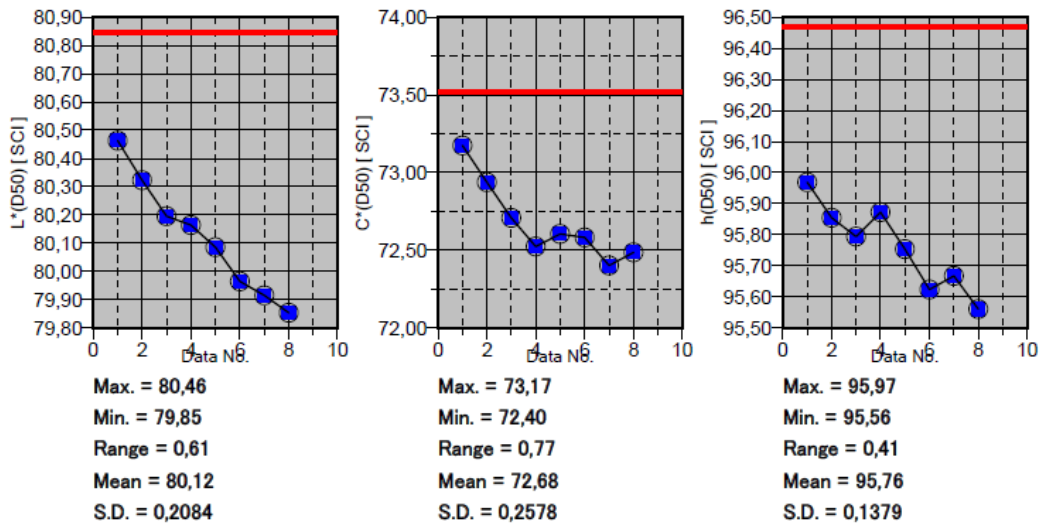 L*(D50) [ SCI ]
80,90
80,80
80,70
80,60
80,50
80,40
80,30
80,20
80,10
80,00
79,90
79,80
0 2 4 6 8 10
Data No.
Max. = 80,46
Min. = 79,85
Range = 0,61
Mean = 80,12
S.D. = 0,2084
C*(D50) [ SCI ]
74,00
73,50
73,00
72,50
72,00
0 2 4 6 8 10
Data No.
Max. = 73,17
Min. = 72,40
Range = 0,77
Mean = 72,68
S.D. = 0,2578
h(D50) [ SCI ]
96,50
96,40
96,30
96,20
96,10
96,00
95,90
95,80
95,70
95,60
95,50
0 2 4 6 8 10
Data No.
Max. = 95,97
Min. = 95,56
Range = 0,41
Mean = 95,76
S.D. = 0,1379